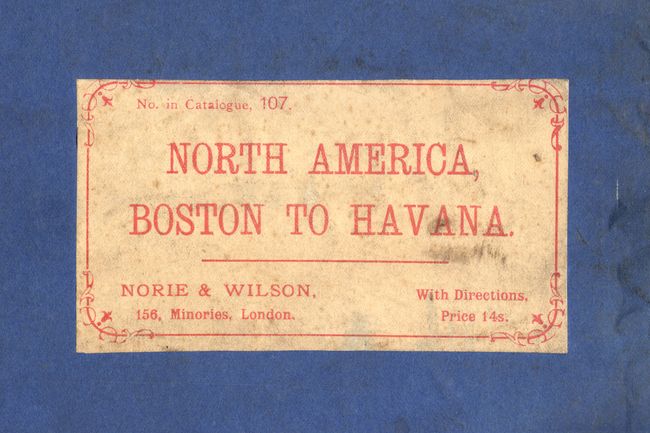 No. in Catalogue, 107.
NORTH AMERICA,
BOSTON TO HAVANA.
NORIE & WILSON,
156, Minories, London.
With Directions,
Price 14s.